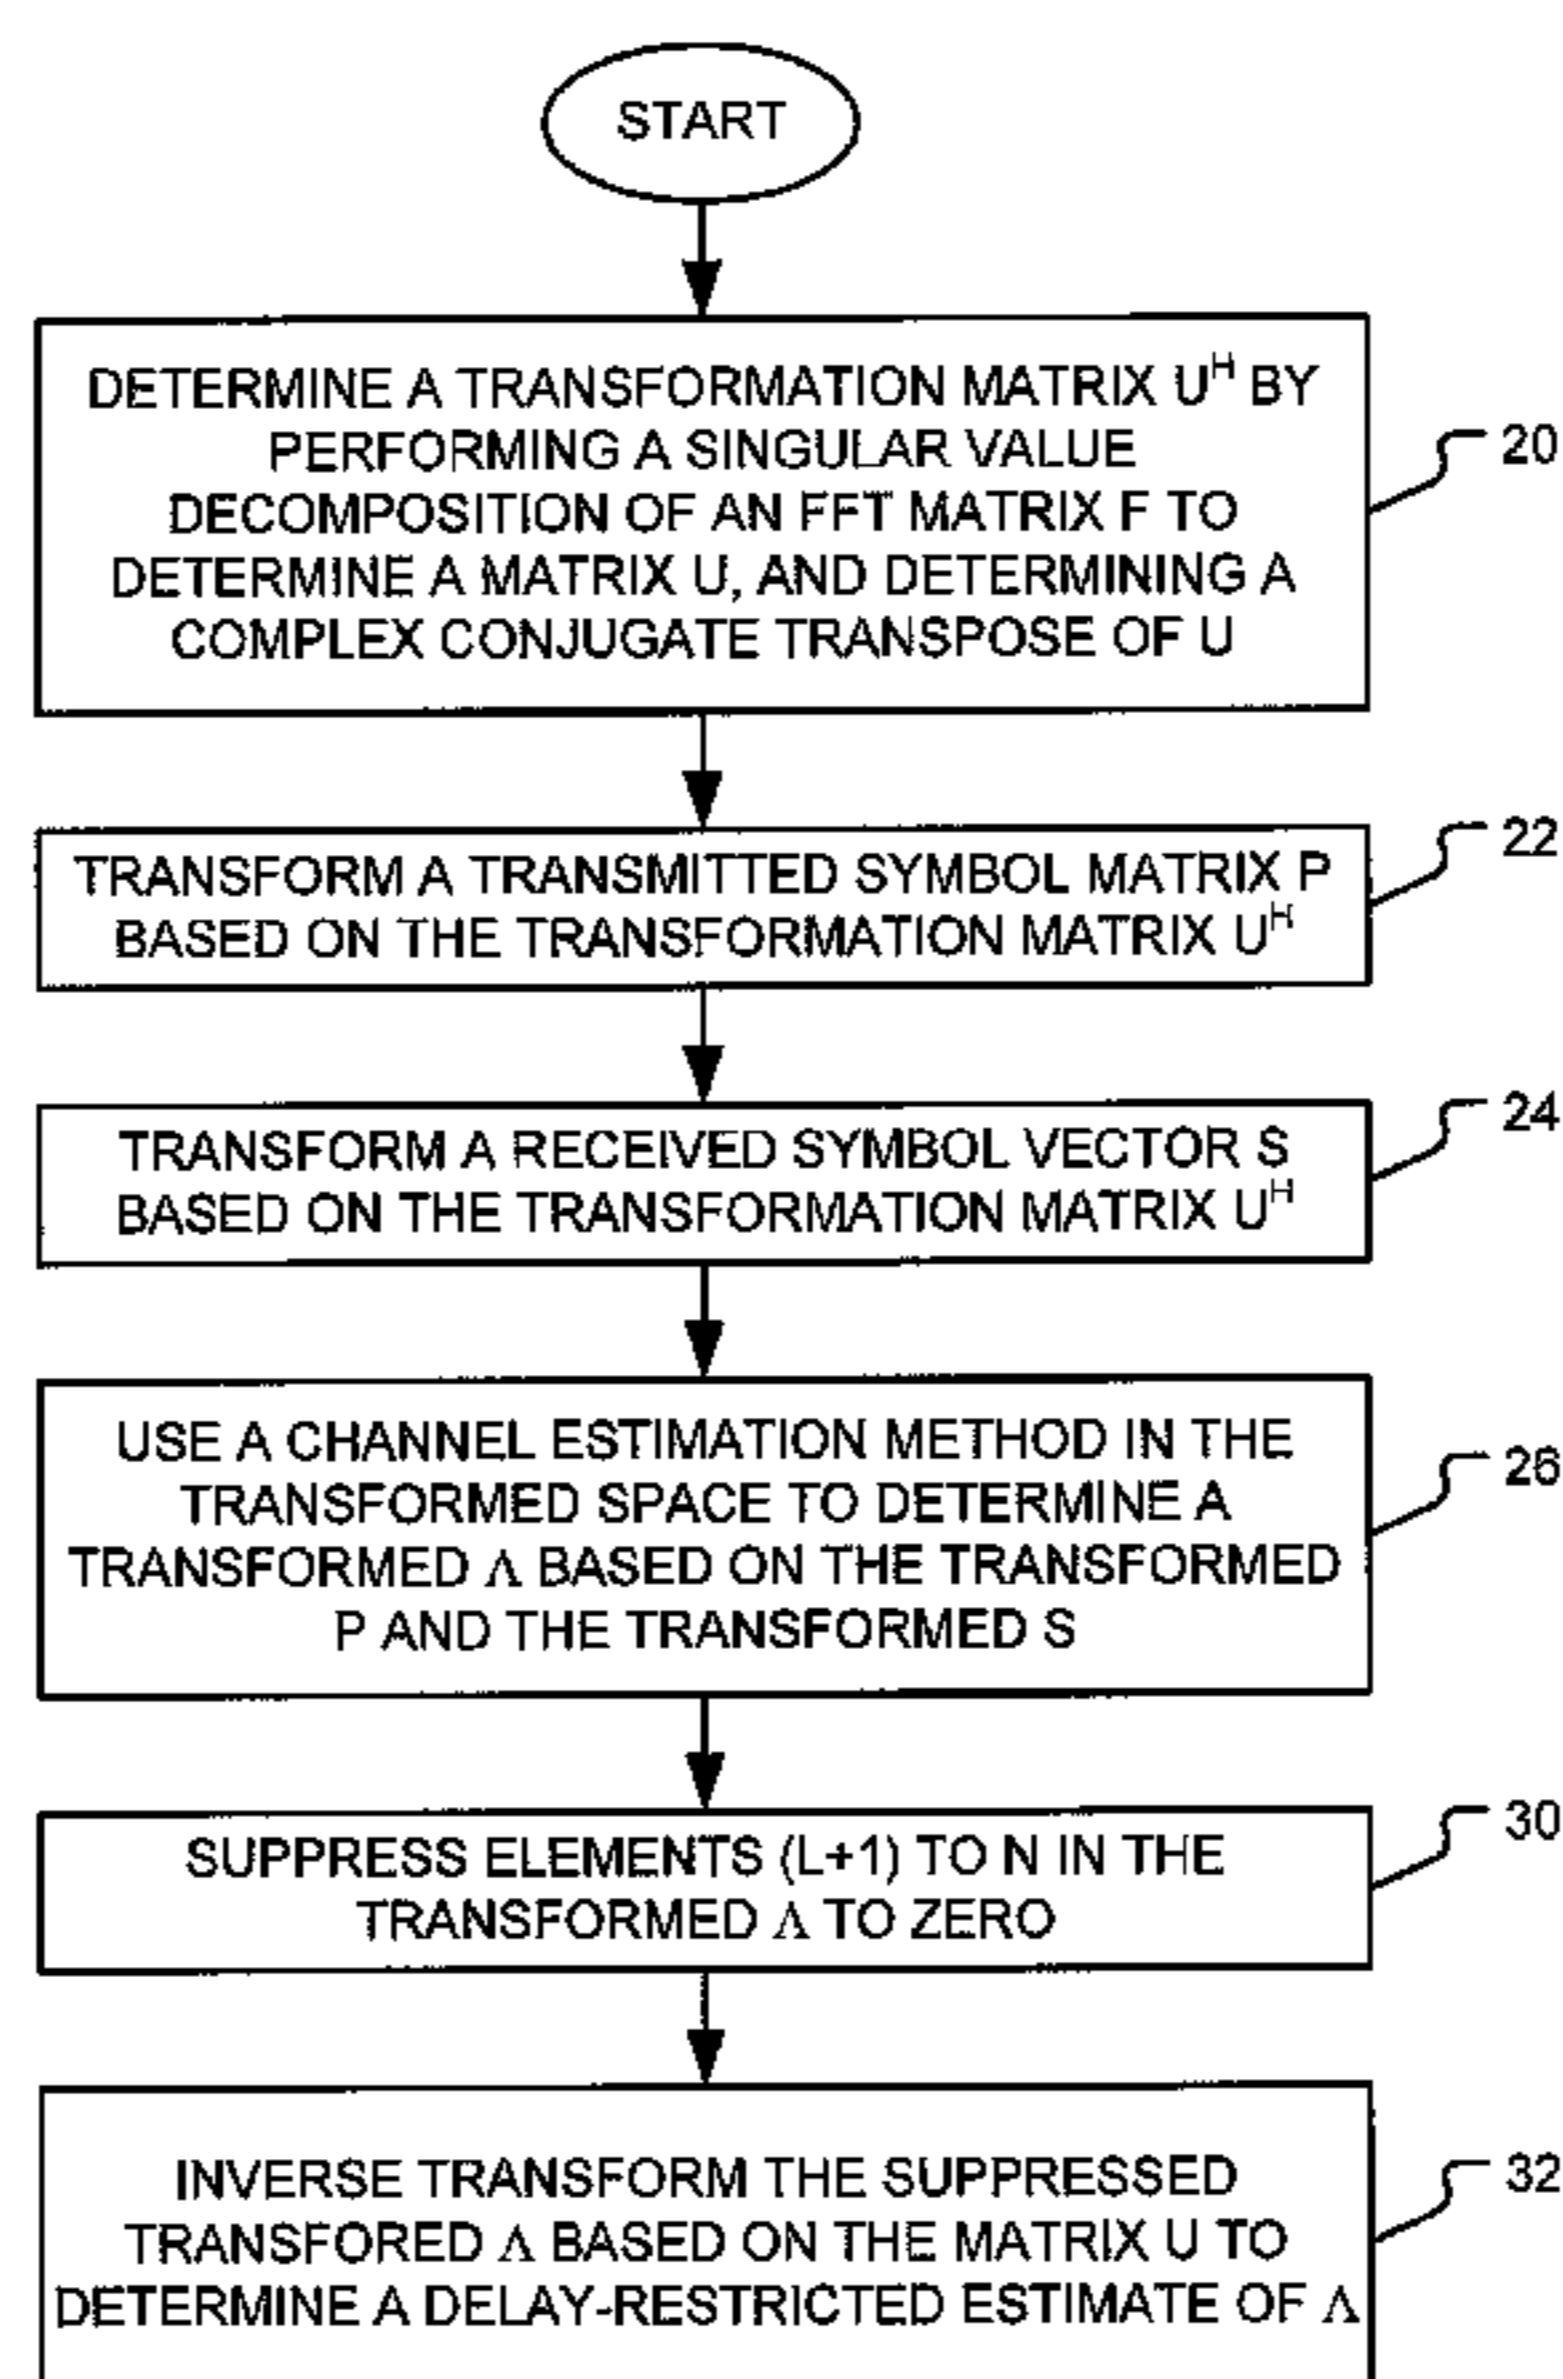 START
DETERMINE A TRANSFORMATION MATRIX Uᴴ BY
PERFORMING A SINGULAR VALUE
DECOMPOSITION OF AN FFT MATRIX F TO
DETERMINE A MATRIX U, AND DETERMINING A
COMPLEX CONJUGATE TRANSPOSE OF U
20
TRANSFORM A TRANSMITTED SYMBOL MATRIX P
BASED ON THE TRANSFORMATION MATRIX Uᴴ
22
TRANSFORM A RECEIVED SYMBOL VECTOR S
BASED ON THE TRANSFORMATION MATRIX Uᴴ
24
USE A CHANNEL ESTIMATION METHOD IN THE
TRANSFORMED SPACE TO DETERMINE A
TRANSFORMED Λ BASED ON THE TRANSFORMED
P AND THE TRANSFORMED S
26
SUPPRESS ELEMENTS (L+1) TO N IN THE
TRANSFORMED Λ TO ZERO
30
INVERSE TRANSFORM THE SUPPRESSED
TRANSFORED Λ BASED ON THE MATRIX U TO
DETERMINE A DELAY-RESTRICTED ESTIMATE OF Λ
32